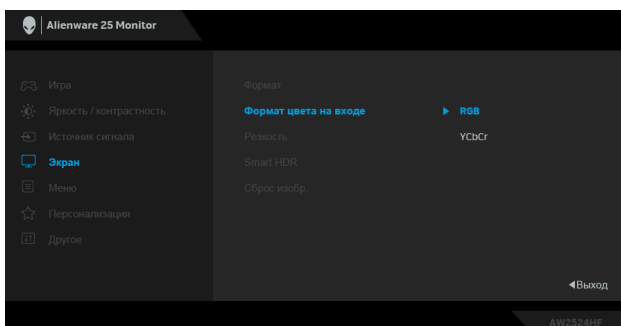 Alienware 25 Monitor
Игра
Яркость / контрастность
Источник сигнала
Экран
Меню
Персонализация
Другое
Формат
Формат цвета на входе
Резкость
Smart HDR
Сброс изобр.
RGB
YCbCr
Выход
AW2524HF